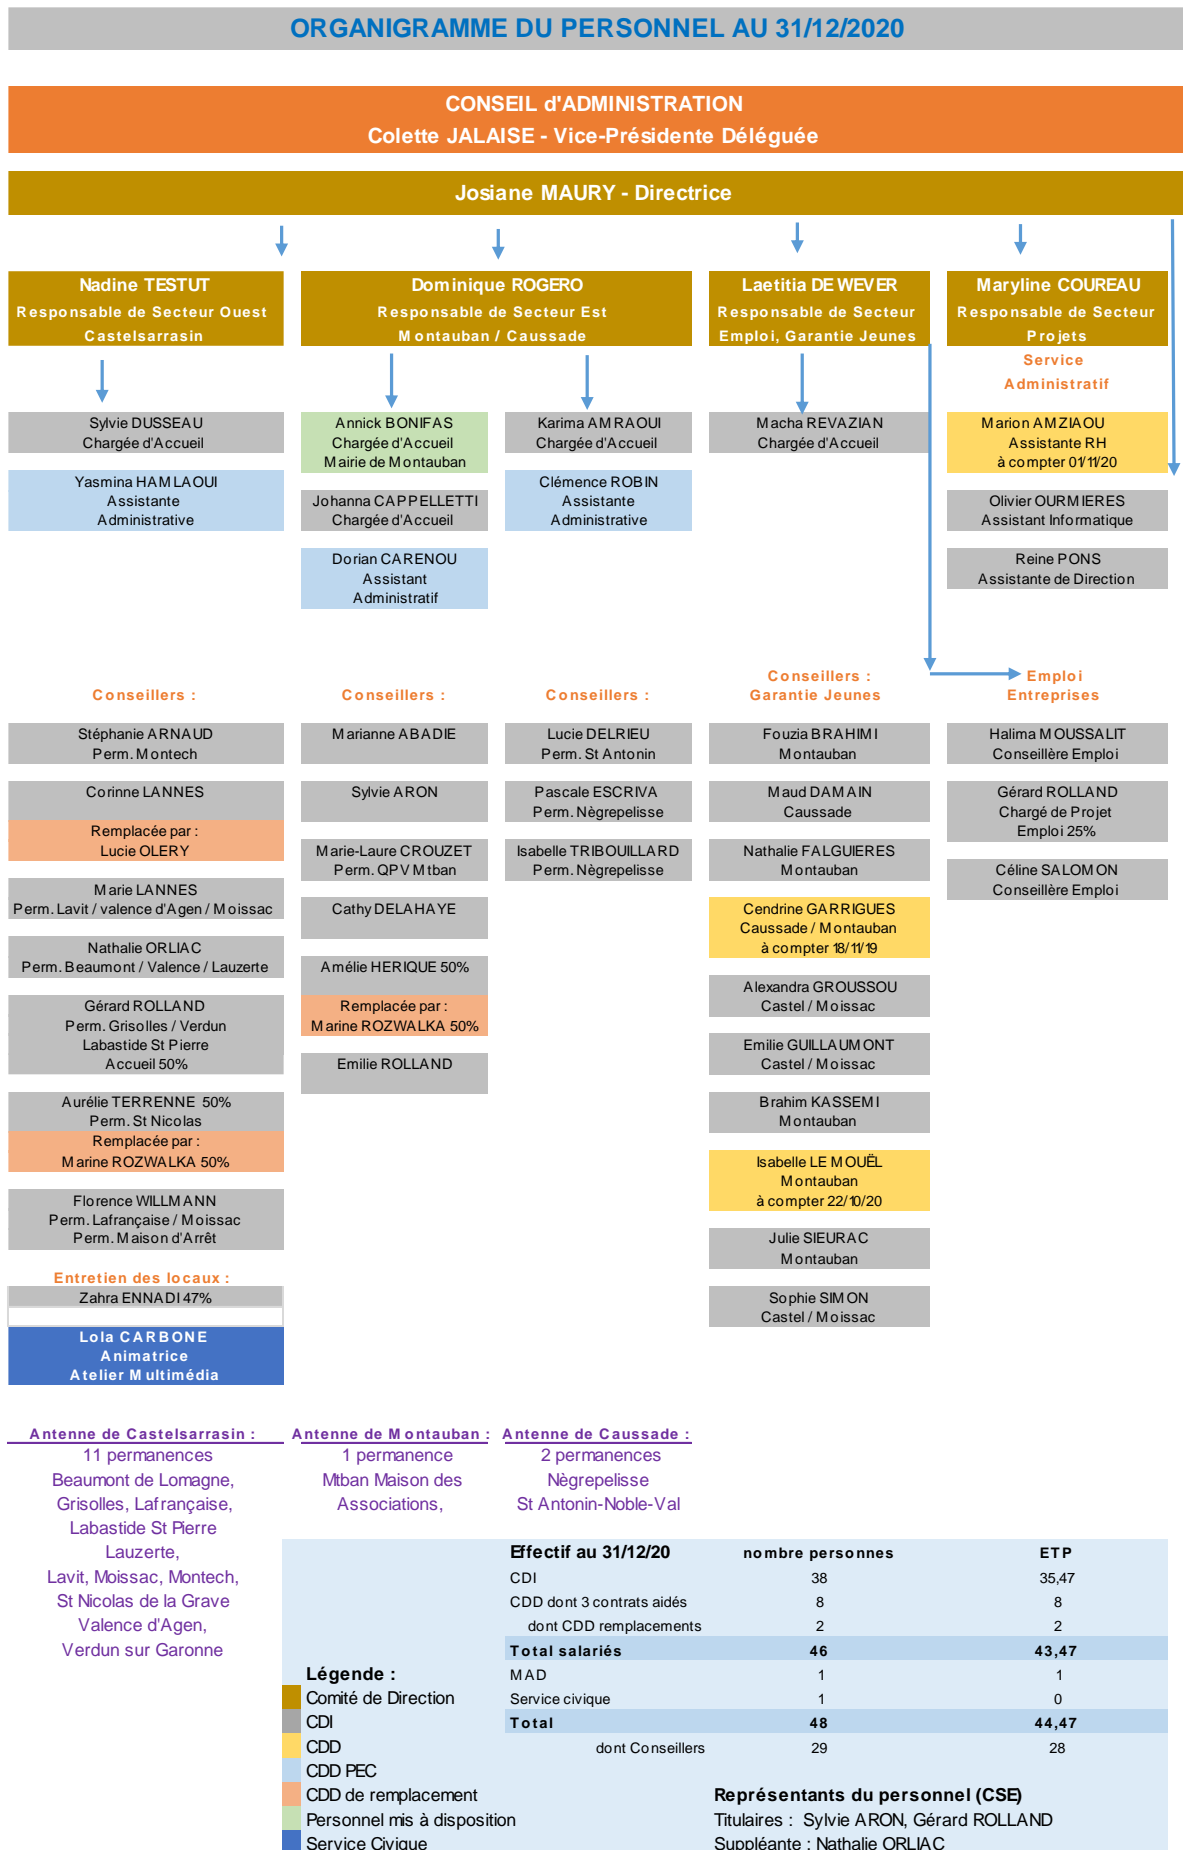 ORGANIGRAMME DU PERSONNEL AU 31/12/2020
CONSEIL d'ADMINISTRATION
Colette JALAISE - Vice-Présidente Déléguée
Josiane MAURY - Directrice
Nadine TESTUT
Responsable de Secteur Ouest
Castelsarrasin
Dominique ROGERO
Responsable de Secteur Est
Montauban / Caussade
Laetitia DE WEVER
Responsable de Secteur
Emploi, Garantie Jeunes
Maryline COUREAU
Responsable de Secteur
Projets
Service
Administratif
Sylvie DUSSEAU
Chargée d'Accueil
Yasmina HAMLAOUI
Assistante
Administrative
Annick BONIFAS
Chargée d'Accueil
Mairie de Montauban
Johanna CAPPELLETTI
Chargée d'Accueil
Dorian CARENOU
Assistant
Administratif
Karima AMRAOUI
Chargée d'Accueil
Clémence ROBIN
Assistante
Administrative
Macha REVAZIAN
Chargée d'Accueil
Marion AMZIAOU
Assistante RH
à compter 01/11/20
Olivier OURMIERES
Assistant Informatique
Reine PONS
Assistante de Direction
Conseillers :
Stéphanie ARNAUD
Perm. Montech
Corinne LANNES
Remplacée par :
Lucie OLERY
Marie LANNES
Perm. Lavit / valence d'Agen / Moissac
Nathalie ORLIAC
Perm. Beaumont / Valence / Lauzerte
Gérard ROLLAND
Perm. Grisolles / Verdun
Labastide St Pierre
Accueil 50%
Aurélie TERRENNE 50%
Perm. St Nicolas
Remplacée par :
Marine ROZWALKA 50%
Florence WILLMANN
Perm. Lafrançaise / Moissac
Perm. Maison d'Arrêt
Entretien des locaux :
Zahra ENNADI 47%
Lola CARBONE
Animatrice
Atelier Multimédia
Conseillers :
Marianne ABADIE
Sylvie ARON
Marie-Laure CROUZET
Perm. QPV Mtban
Cathy DELAHAYE
Amélie HERIQUE 50%
Remplacée par :
Marine ROZWALKA 50%
Emilie ROLLAND
Conseillers :
Lucie DELRIEU
Perm. St Antonin
Pascale ESCRIVA
Perm. Nègrepelisse
Isabelle TRIBOUILLARD
Perm. Nègrepelisse
Conseillers :
Garantie Jeunes
Fouzia BRAHIMI
Montauban
Maud DAMAIN
Caussade
Nathalie FALGUIERES
Montauban
Cendrine GARRIGUES
Caussade / Montauban
à compter 18/11/19
Alexandra GROUSSOU
Castel / Moissac
Emilie GUILLAUMONT
Castel / Moissac
Brahim KASSEMI
Montauban
Isabelle LE MOUËL
Montauban
à compter 22/10/20
Julie SIEURAC
Montauban
Sophie SIMON
Castel / Moissac
Emploi
Entreprises
Halima MOUSSALIT
Conseillère Emploi
Gérard ROLLAND
Chargé de Projet
Emploi 25%
Céline SALOMON
Conseillère Emploi
Antenne de Castelsarrasin :
11 permanences
Beaumont de Lomagne,
Grisolles, Lafrançaise,
Labastide St Pierre
Lauzerte,
Lavit, Moissac, Montech,
St Nicolas de la Grave
Valence d'Agen,
Verdun sur Garonne
Antenne de Montauban :
1 permanence
Mtban Maison des
Associations,
Antenne de Caussade :
2 permanences
Nègrepelisse
St Antonin-Noble-Val
Effectif au 31/12/20 nombre personnes ETP
CDI 38 35,47
CDD dont 3 contrats aidés 8 8
dont CDD remplacements 2 2
Total salariés 46 43,47
MAD 1 1
Service civique 1 0
Total 48 44,47
dont Conseillers 29 28
Légende :
Comité de Direction
CDI
CDD
CDD PEC
CDD de remplacement
Personnel mis à disposition
Service Civique
Représentants du personnel (CSE)
Titulaires : Sylvie ARON, Gérard ROLLAND
Suppléante : Nathalie ORLIAC